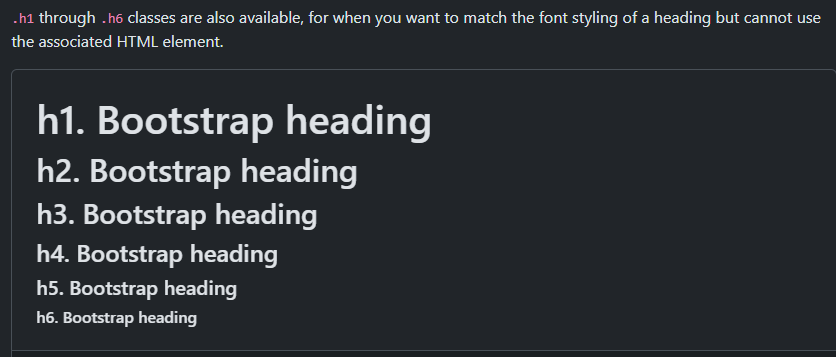 .h1 through .h6 classes are also available, for when you want to match the font styling of a heading but cannot use
the associated HTML element.
h1. Bootstrap heading
h2. Bootstrap heading
h3. Bootstrap heading
h4. Bootstrap heading
h5. Bootstrap heading
h6. Bootstrap heading